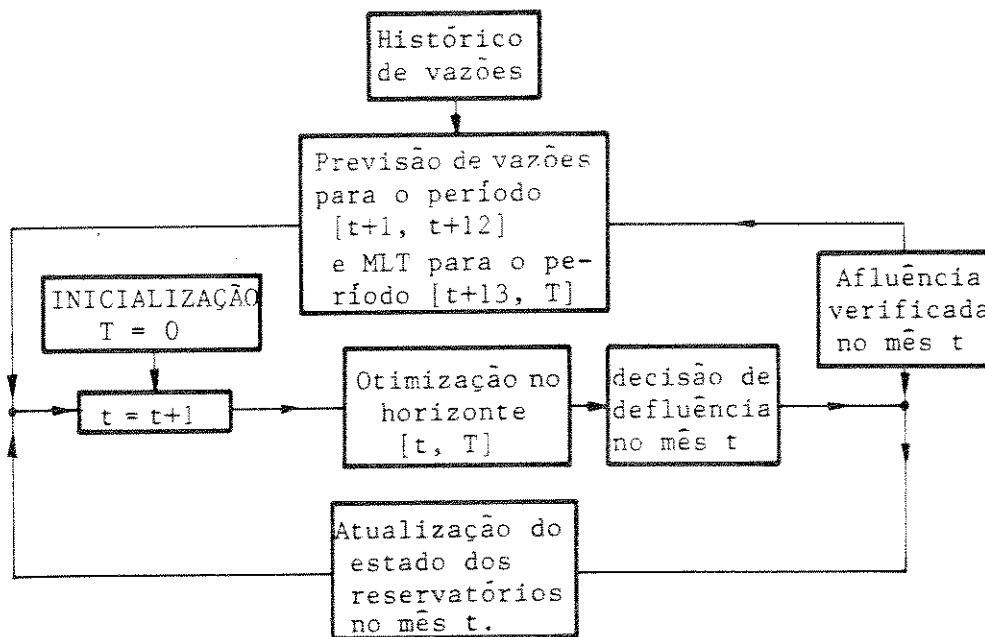 Histórico
de vazões
Previsão de vazões
para o período
[t+1, t+12]
e MLT para o pe-
ríodo [t+13, T]
INICIALIZAÇÃO
T = 0
t = t+1
Otimização no
horizonte
[t, T]
decisão de
defluência
no mês t
Afluência
verificada
no mês t
Atualização do
estado dos
reservatórios
no mês t.